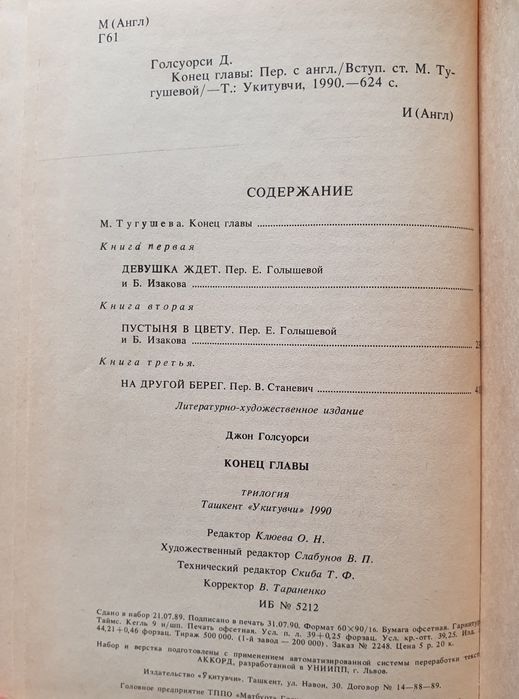 М (Англ)
Г61
Голсуорси Д.
Конец главы: Пер. с англ./Вступ. ст. М. Ту-
гушевой/—Т.: Укитувчи, 1990.—624 с.
И (Англ)
СОДЕРЖАНИЕ
М. Тугушева. Конец главы
Книга первая
ДЕВУШКА ЖДЕТ. Пер. Е. Голышевой
и Б. Изакова
Книга вторая
ПУСТЫНЯ В ЦВЕТУ. Пер. Е. Голышевой
и Б. Изакова
Книга третья.
НА ДРУГОЙ БЕРЕГ. Пер. В. Станевич
Литературно-художественное издание
Джон Голсуорси
КОНЕЦ ГЛАВЫ
ТРИЛОГИЯ
Ташкент «Укитувчи» 1990
Редактор Клюева О. Н.
Художественный редактор Слабунов В. П.
Технический редактор Скиба Т. Ф.
Корректор В. Тараненко
ИБ № 5212
Сдано в набор 21.07.89. Подписано в печать 31.07.90. Формат 60×90/16. Бумага офсетная.
Таймс. Кегль 9 н/шп. Печать офсетная. Усл. п. л. 39+0,25 форзац. Усл. кр.-отт. 39,25. Изд.
44,21+0,46 форзац. Тираж 500 000. (1-й завод — 200 000). Заказ № 2248. Цена 5 р. 20 к.
Набор и верстка подготовлены с применением автоматизированной системы переработки
АККОРД, разработанной в УНИИПП, г. Львов.
Издательство «Укитувчи». Ташкент, ул. Навои, 30. Договор № 14—88—89.
Головное предприятие ТППО